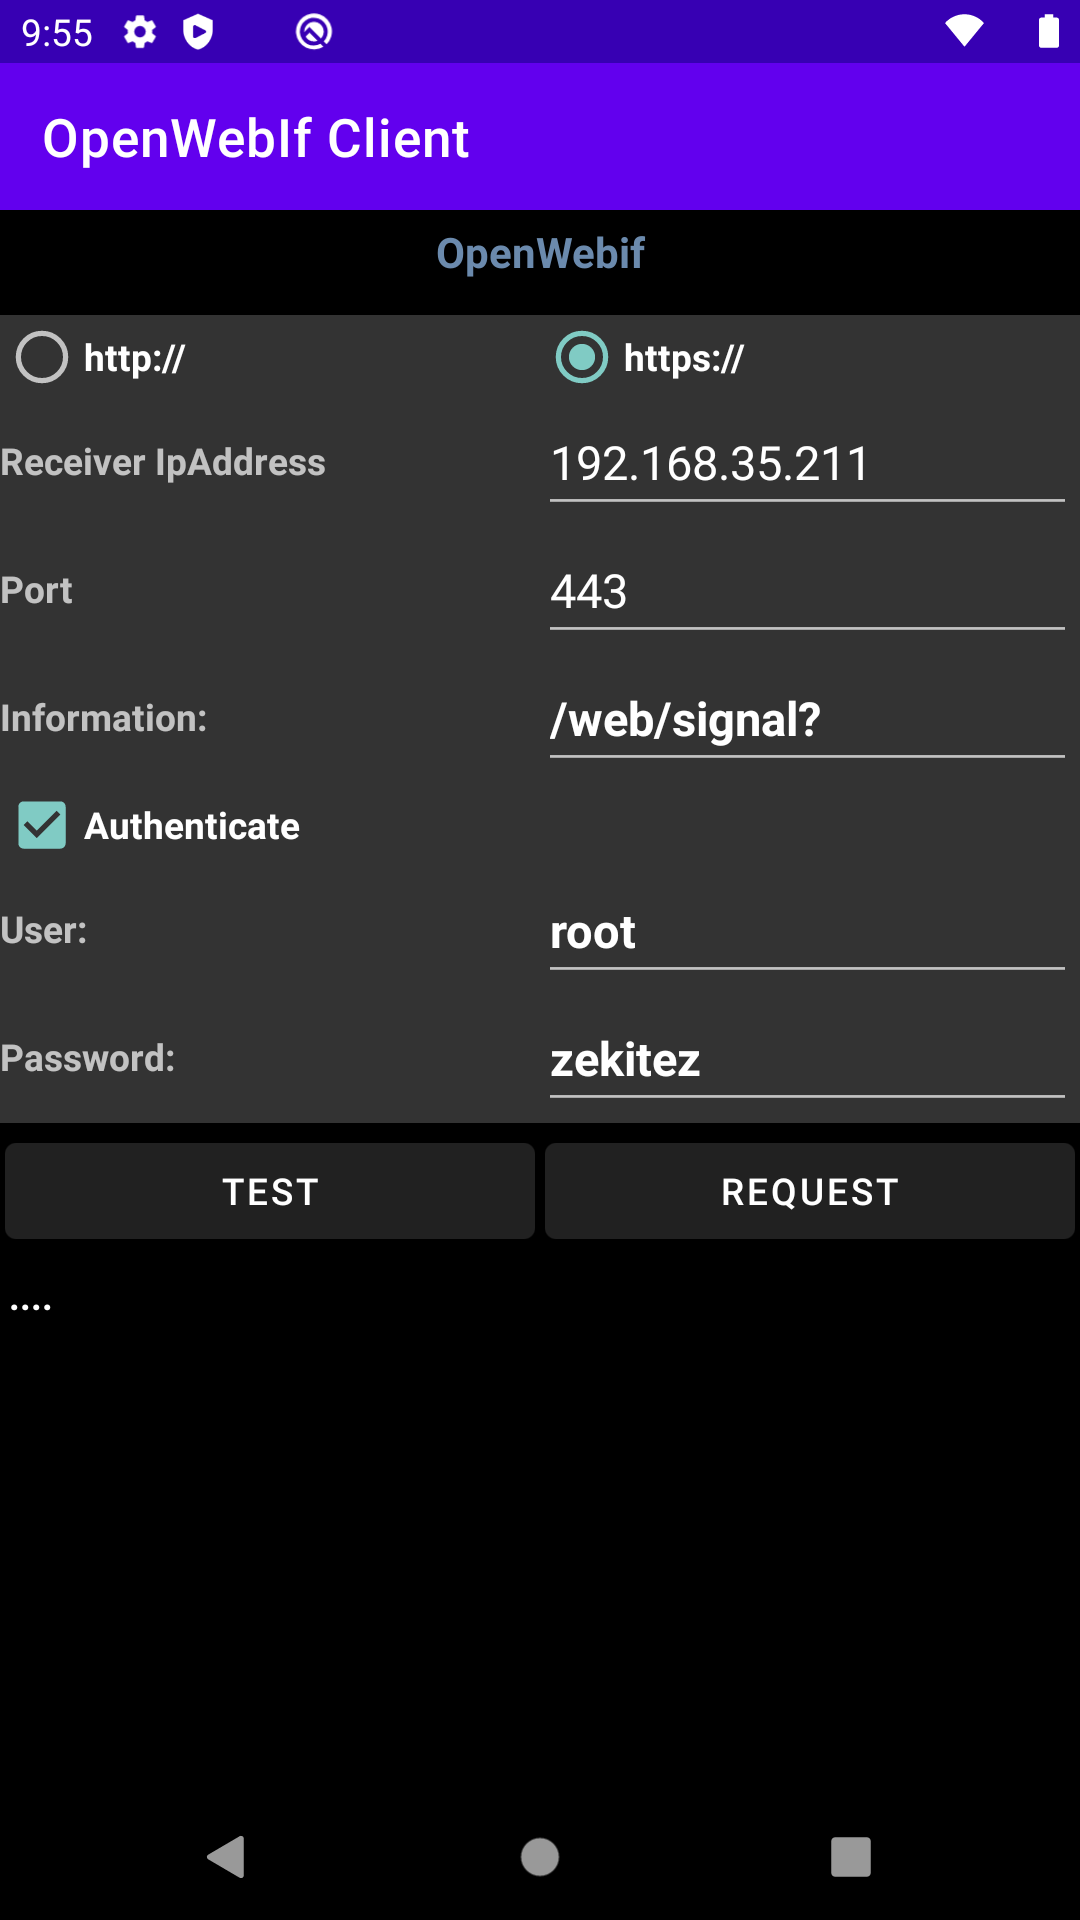 9:55
OpenWebIf Client
OpenWebif
http:// https://
Receiver IpAddress 192.168.35.211
Port 443
Information: /web/signal?
Authenticate
User: root
Password: zekitez
TEST REQUEST
....